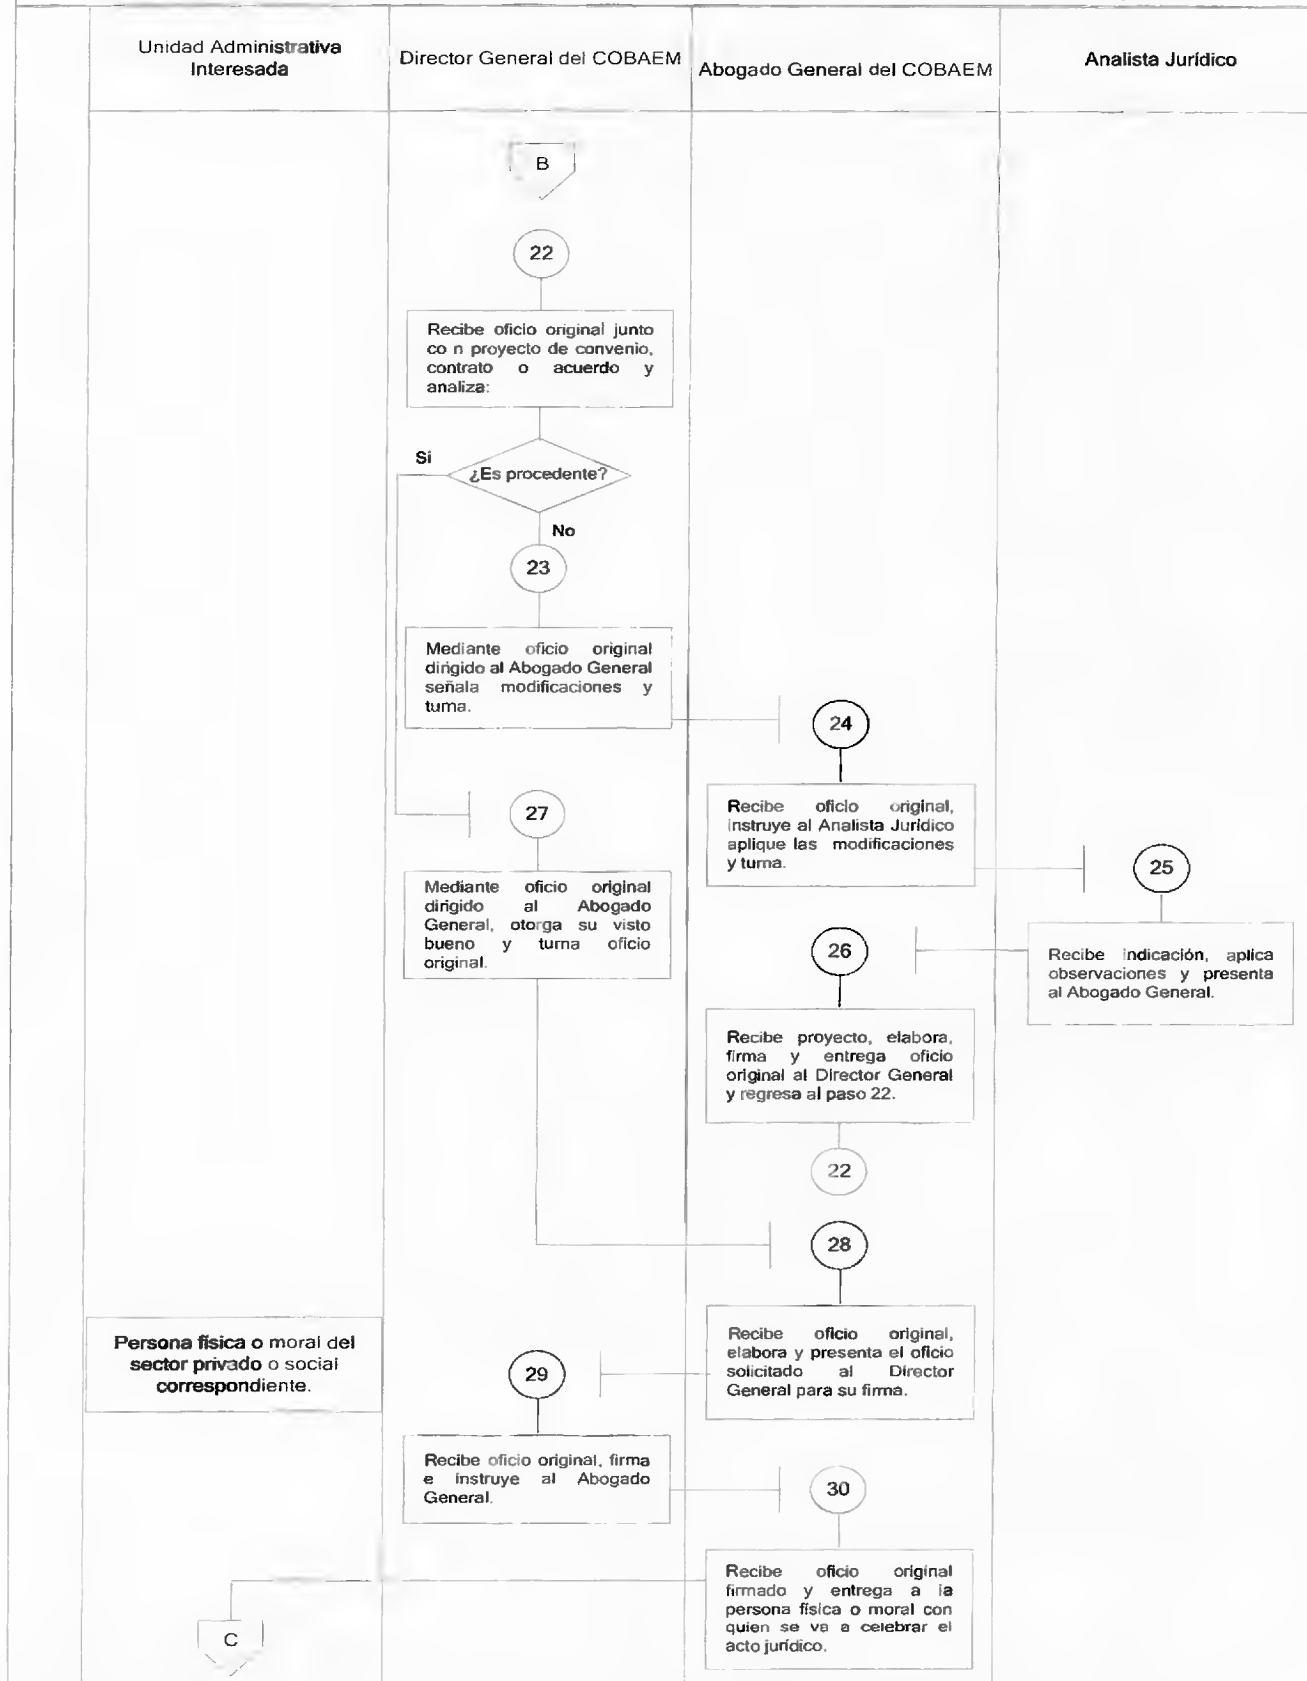 Unidad Administrativa
Interesada
Director General del COBAEM
Abogado General del COBAEM
Analista Jurídico
B
22
Recibe oficio original junto
co n proyecto de convenio,
contrato o acuerdo y
analiza:
Sí
¿Es procedente?
No
23
Mediante oficio original
dirigido al Abogado General
señala modificaciones y
turna.
24
Recibe oficio original,
instruye al Analista Jurídico
aplique las modificaciones
y turna.
25
Recibe indicación, aplica
observaciones y presenta
al Abogado General.
26
Recibe proyecto, elabora,
firma y entrega oficio
original al Director General
y regresa al paso 22.
22
27
Mediante oficio original
dirigido al Abogado
General, otorga su visto
bueno y turna oficio
original.
28
Recibe oficio original,
elabora y presenta el oficio
solicitado al Director
General para su firma.
Persona física o moral del
sector privado o social
correspondiente.
29
Recibe oficio original, firma
e instruye al Abogado
General.
30
Recibe oficio original
firmado y entrega a la
persona física o moral con
quien se va a celebrar el
acto jurídico.
C